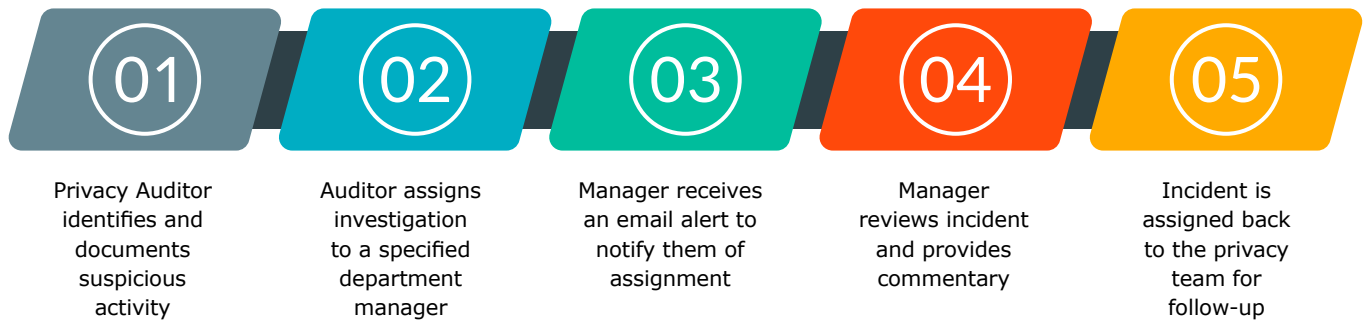 01
Privacy Auditor
identifies and
documents
suspicious
activity
02
Auditor assigns
investigation
to a specified
department
manager
03
Manager receives
an email alert to
notify them of
assignment
04
Manager
reviews incident
and provides
commentary
05
Incident is
assigned back
to the privacy
team for
follow-up